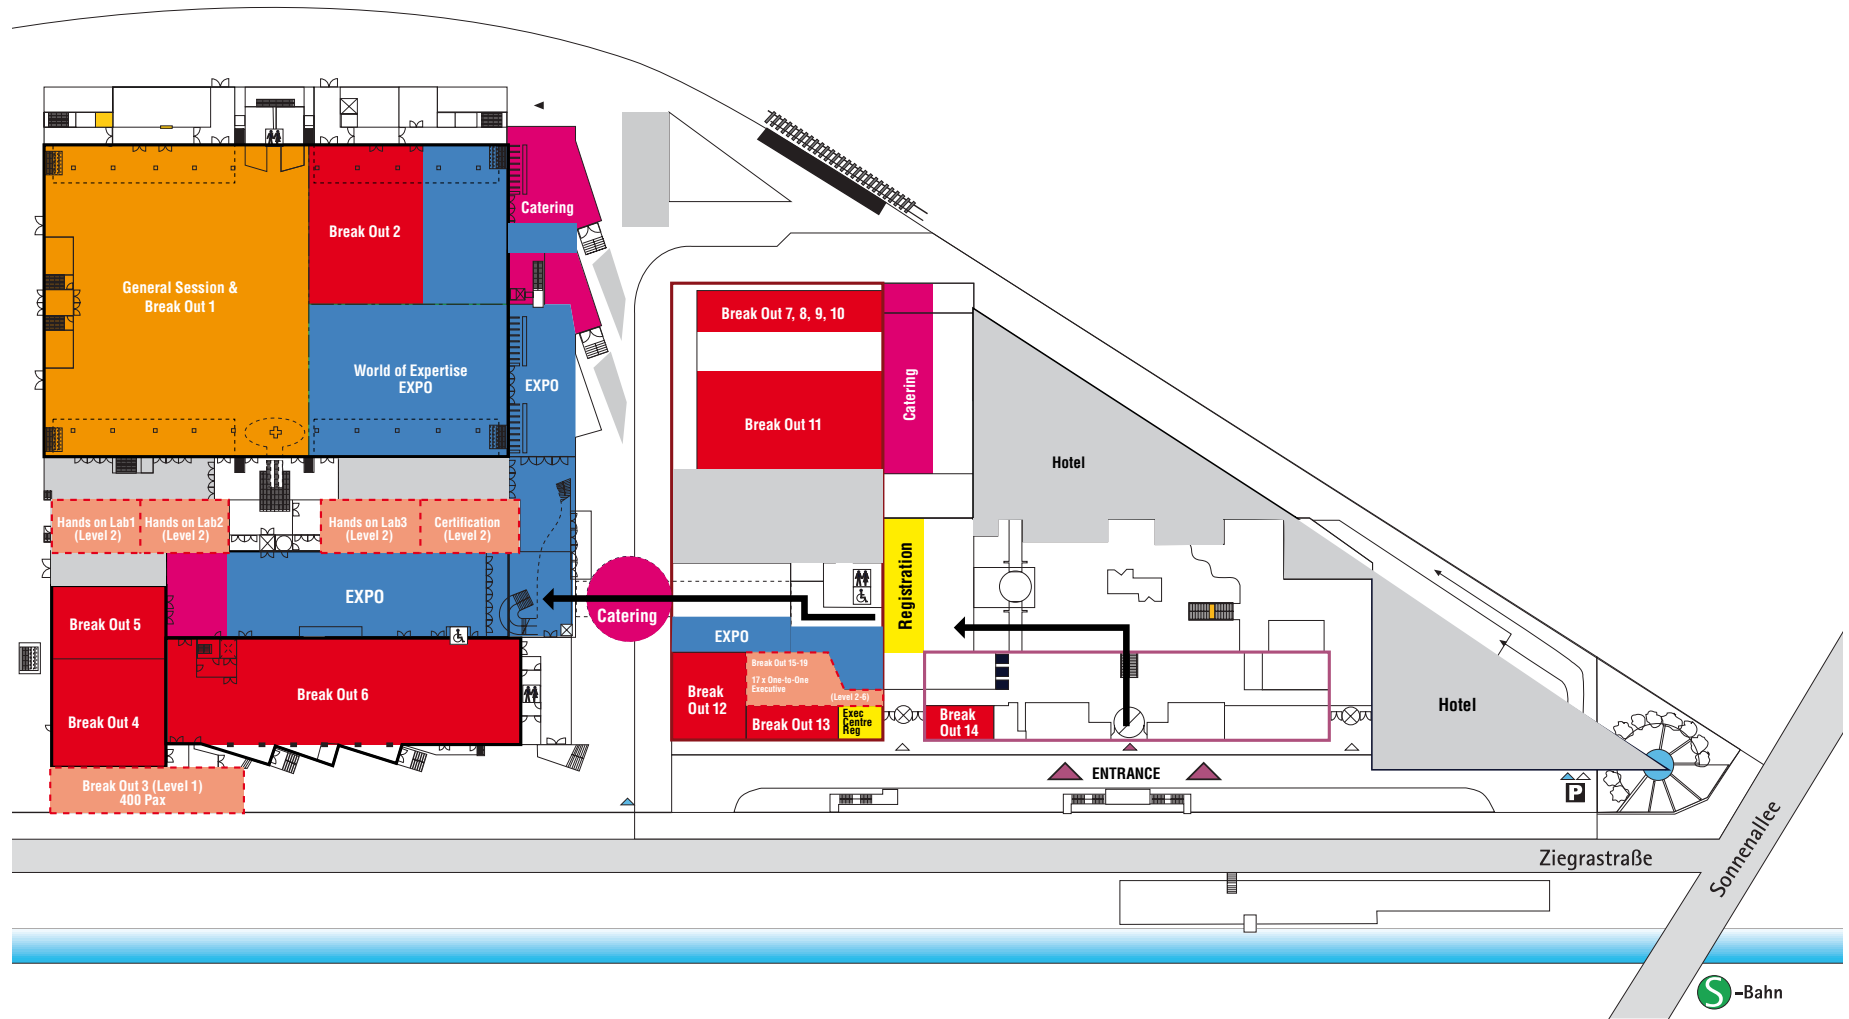 Catering
Break Out 2
General Session &
Break Out 1
World of Expertise
EXPO
EXPO
Break Out 7, 8, 9, 10
Break Out 11
Catering
Hotel
Hands on Lab1
(Level 2)
Hands on Lab2
(Level 2)
Hands on Lab3
(Level 2)
Certification
(Level 2)
EXPO
Catering
Registration
Break Out 5
Break Out 4
Break Out 6
Break Out 3 (Level 1)
400 Pax
EXPO
Break Out 15-19
17 x One-to-One
Executive
(Level 2-6)
Break
Out 12
Break Out 13
Exec
Centre
Reg
Break
Out 14
Hotel
ENTRANCE
P
Ziegrastraße
Sonnenallee
S-Bahn